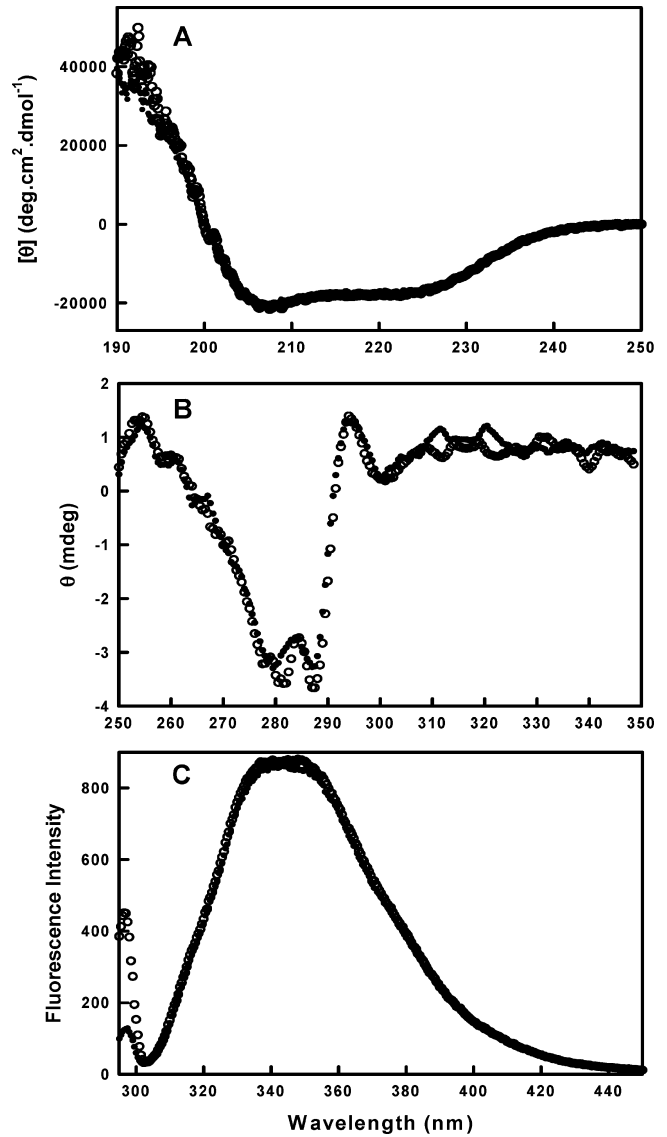 A
[θ] (deg.cm².dmol⁻¹)
40000
20000
0
-20000
190 200 210 220 230 240 250
B
θ (mdeg)
2
1
0
-1
-2
-3
-4
250 260 270 280 290 300 310 320 330 340 350
C
Fluorescence Intensity
800
600
400
200
0
300 320 340 360 380 400 420 440
Wavelength (nm)